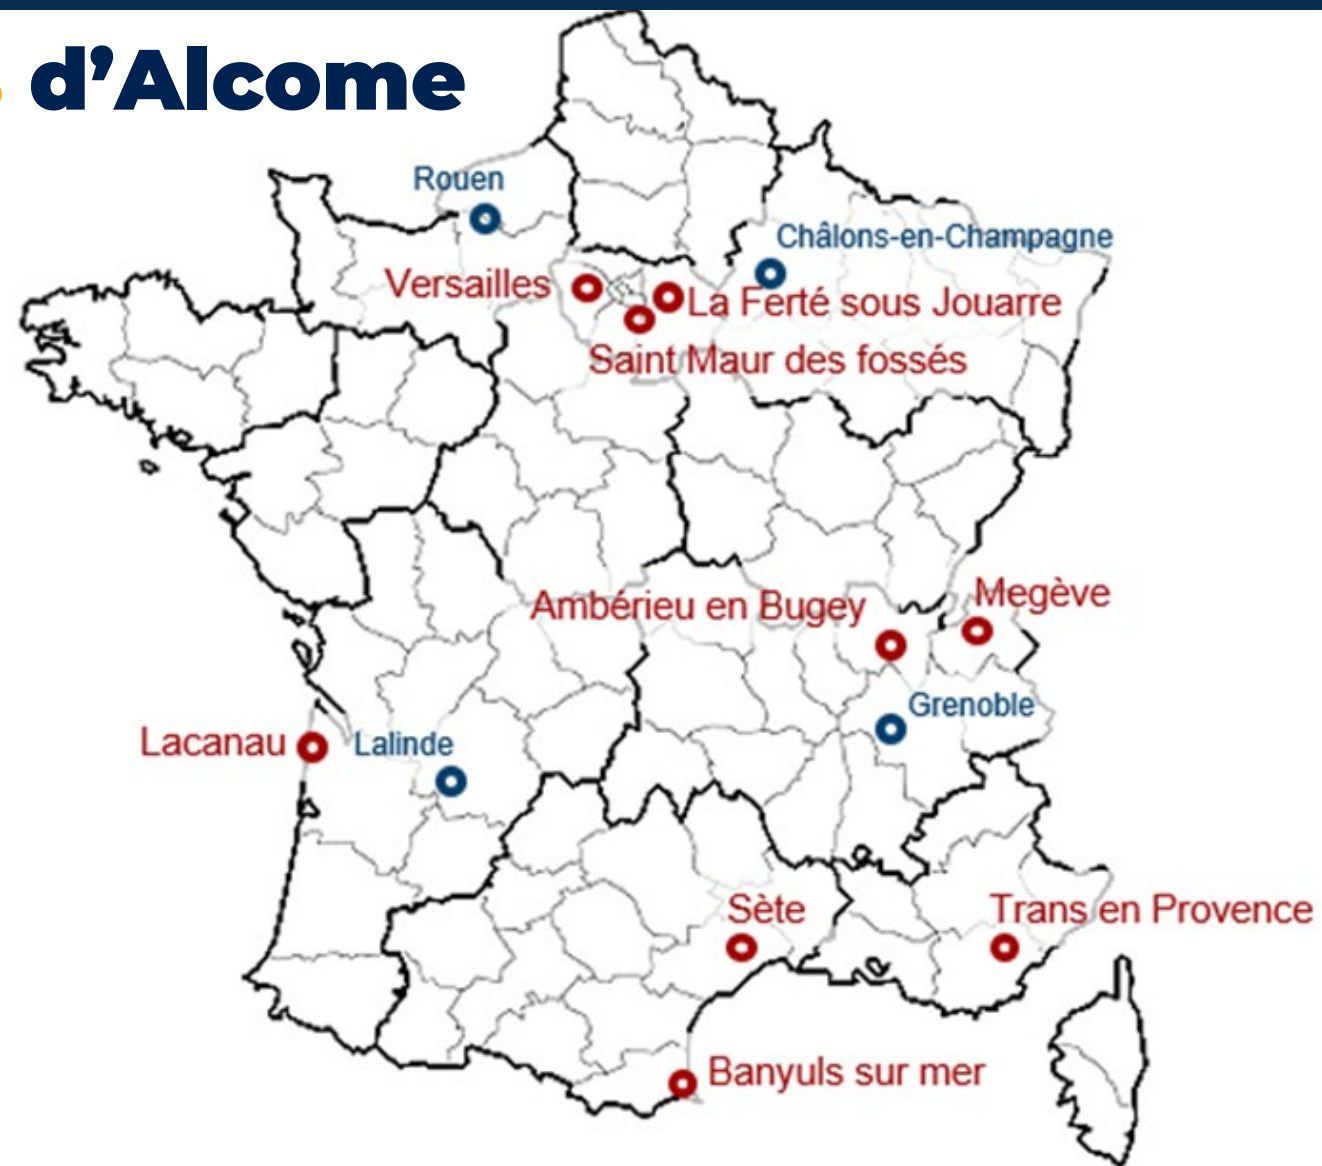 d'Alcome
Rouen
Châlons-en-Champagne
Versailles
La Ferté sous Jouarre
Saint Maur des fossés
Ambérieu en Bugey
Megève
Grenoble
Lacanau
Lalinde
Sète
Trans en Provence
Banyuls sur mer